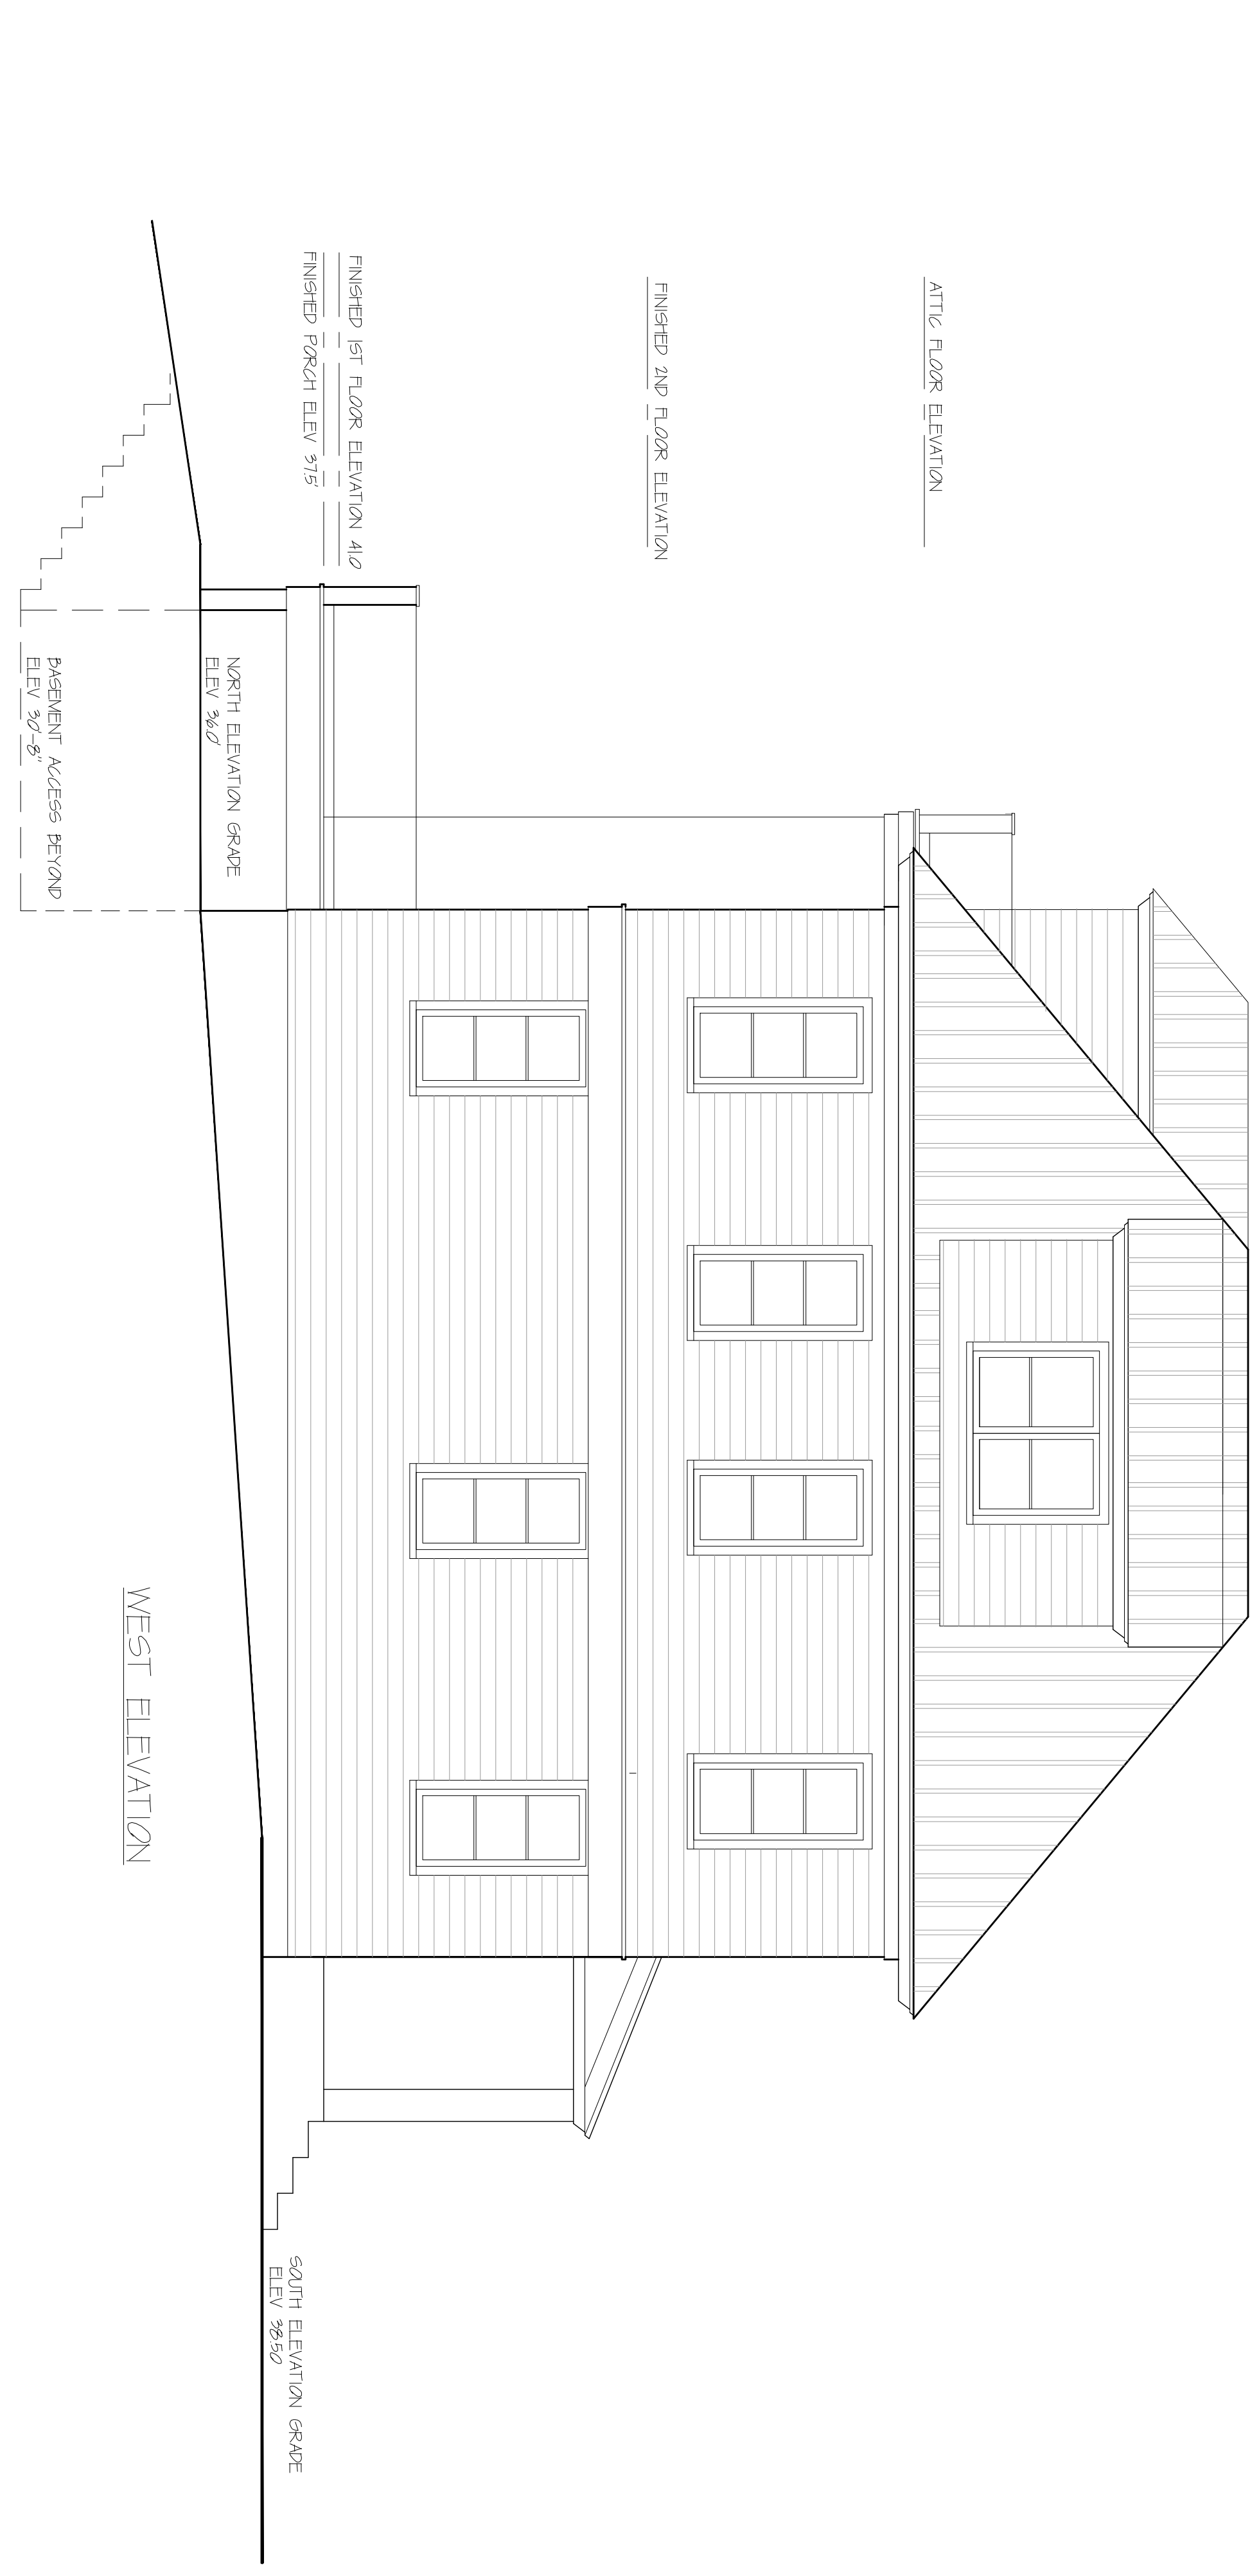 ATTIC FLOOR ELEVATION
FINISHED 2ND FLOOR ELEVATION
FINISHED 1ST FLOOR ELEVATION 41.0
FINISHED PORCH ELEV 37.5'
NORTH ELEVATION GRADE
ELEV 36.0'
BASEMENT ACCESS BEYOND
ELEV 30'-8"
SOUTH ELEVATION GRADE
ELEV 38.50
WEST ELEVATION